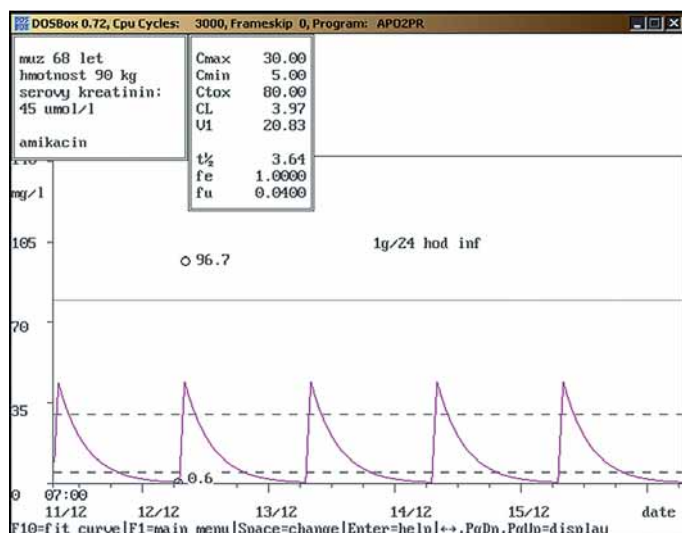 DOSBox 0.72, Cpu Cycles: 3000, Frameskip 0, Program: APO2PR
muz 68 let
hmotnost 90 kg
serovy kreatinin:
45 umol/l
amikacin
Cmax 30.00
Cmin 5.00
Ctox 80.00
CL 3.97
V1 20.83
t½ 3.64
fe 1.0000
fu 0.0400
140
mg/l
105
1g/24 hod inf
96.7
70
35
0.6
0 07:00
11/12 12/12 13/12 14/12 15/12 date
F10=fit curve|F1=main menu|Space=change|Enter=help|↔,PgDn,PgUp=display